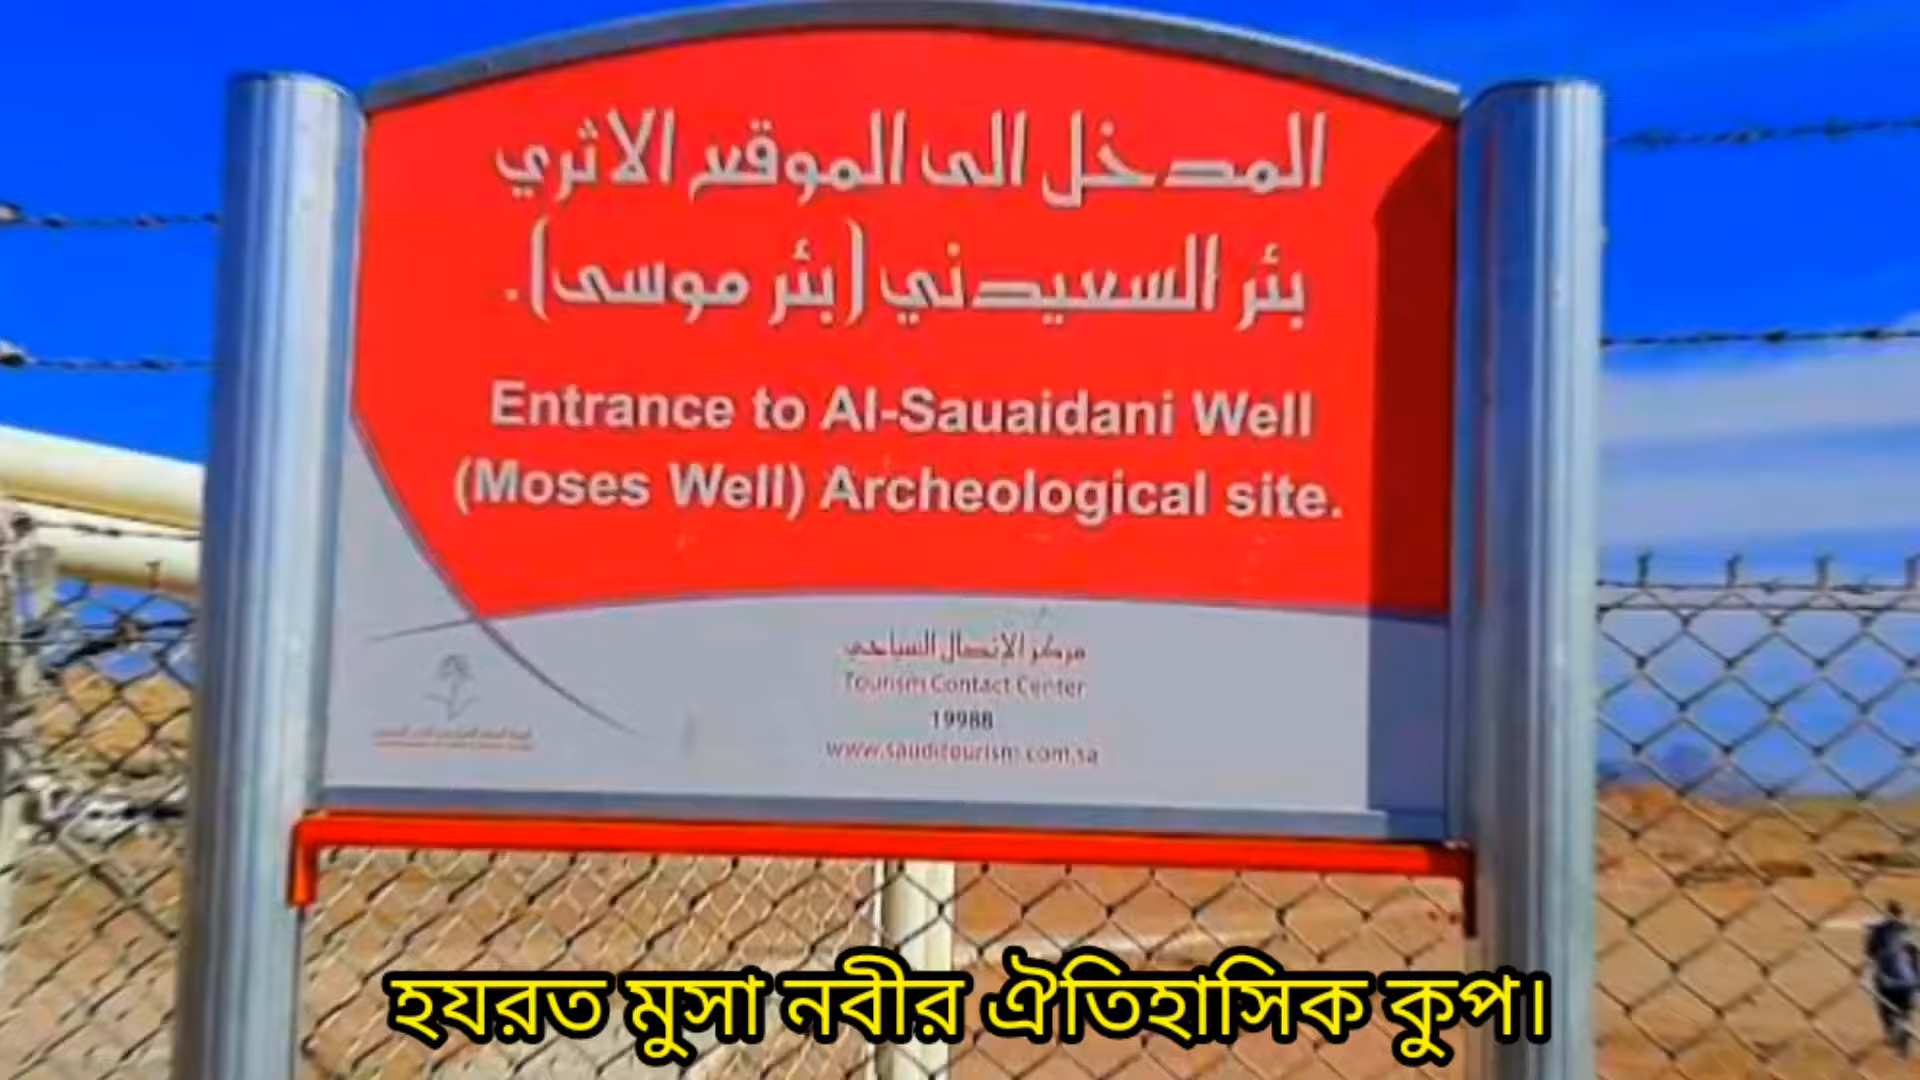 المدخل الى الموقع الاثري
بئر السعيدني (بئر موسى).
Entrance to Al-Sauaidani Well
(Moses Well) Archeological site.
مركز الاتصال السياحي
Tourism Contact Center
19988
www.sauditourism.com.sa
হযরত মুসা নবীর ঐতিহাসিক কুপ।